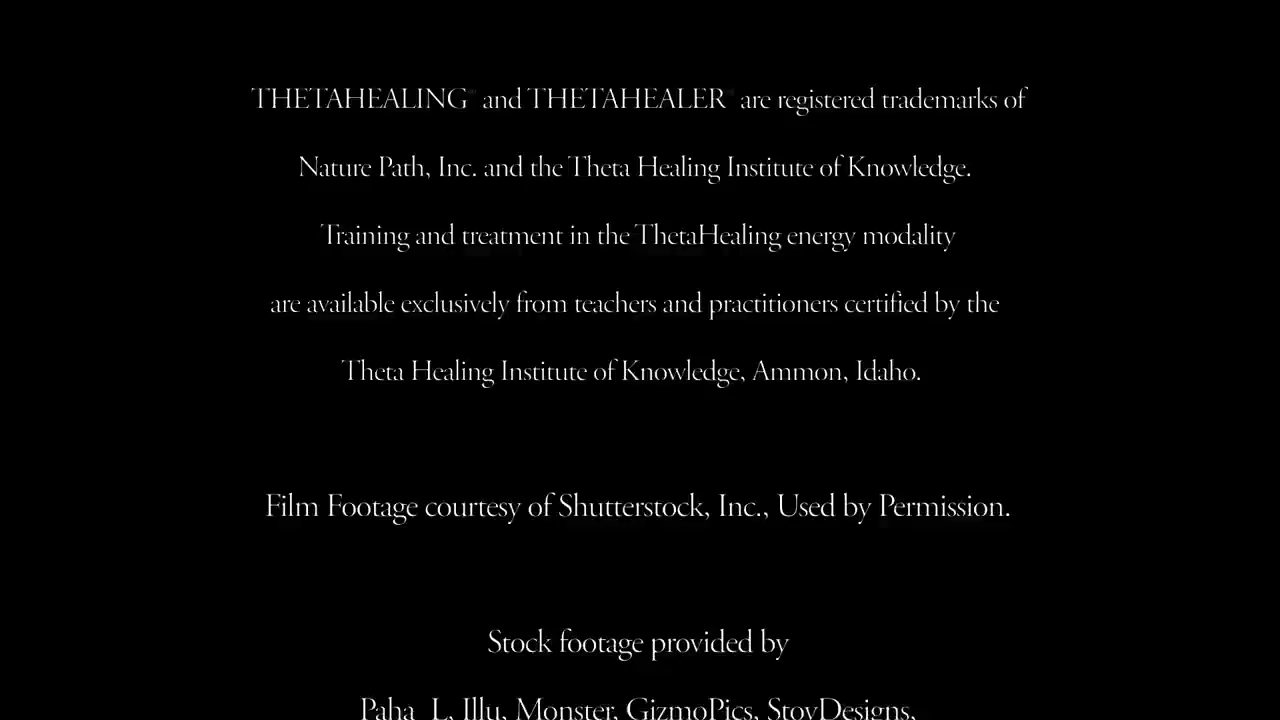 THETAHEALING™ and THETAHEALER™ are registered trademarks of
Nature Path, Inc. and the Theta Healing Institute of Knowledge.
Training and treatment in the ThetaHealing energy modality
are available exclusively from teachers and practitioners certified by the
Theta Healing Institute of Knowledge, Ammon, Idaho.
Film Footage courtesy of Shutterstock, Inc., Used by Permission.
Stock footage provided by
Paha_L, Illu, Monster, GizmoPics, StovDesigns,